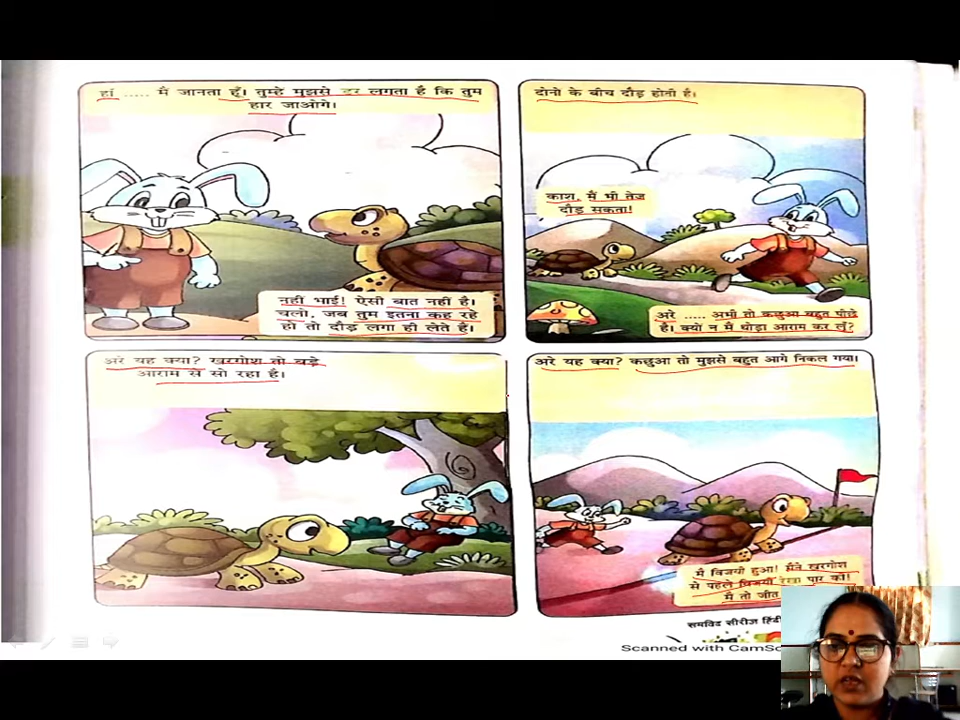 हां ..... मैं जानता हूँ। तुम्हे मुझसे डर लगता है कि तुम
हार जाओगे।
नहीं भाई! ऐसी बात नहीं है।
चलो, जब तुम इतना कह रहे
हो तो दौड़ लगा ही लेते है।
दोनो के बीच दौड़ होती है।
काश, मैं भी तेज
दौड़ सकता!
अरे ..... अभी तो कछुआ बहुत पीछे
है। क्यों न मैं थोड़ा आराम कर लूँ?
अरे यह क्या? खरगोश तो बड़े
आराम से सो रहा है।
अरे यह क्या? कछुआ तो मुझसे बहुत आगे निकल गया।
मैं विजयी हुआ! मैंने खरगोश
से पहले विजयी रेखा पार की!
मैं तो जीत
समविद सीरीज हिंदी
Scanned with CamSc